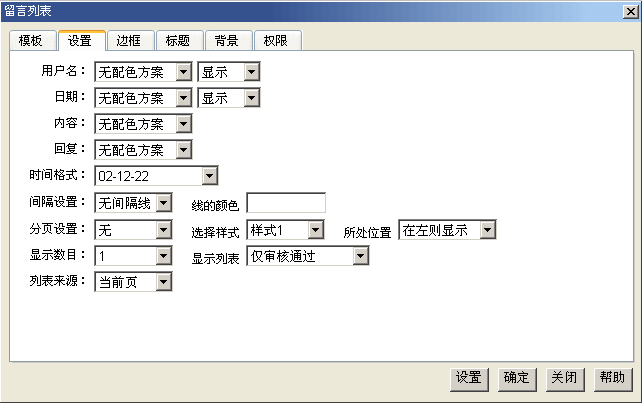 留言列表
模板 设置 边框 标题 背景 权限
用户名： 无配色方案 显示
日期： 无配色方案 显示
内容： 无配色方案
回复： 无配色方案
时间格式： 02-12-22
间隔设置： 无间隔线 线的颜色
分页设置： 无 选择样式 样式1 所处位置 在左则显示
显示数目： 1 显示列表 仅审核通过
列表来源： 当前页
设置 确定 关闭 帮助